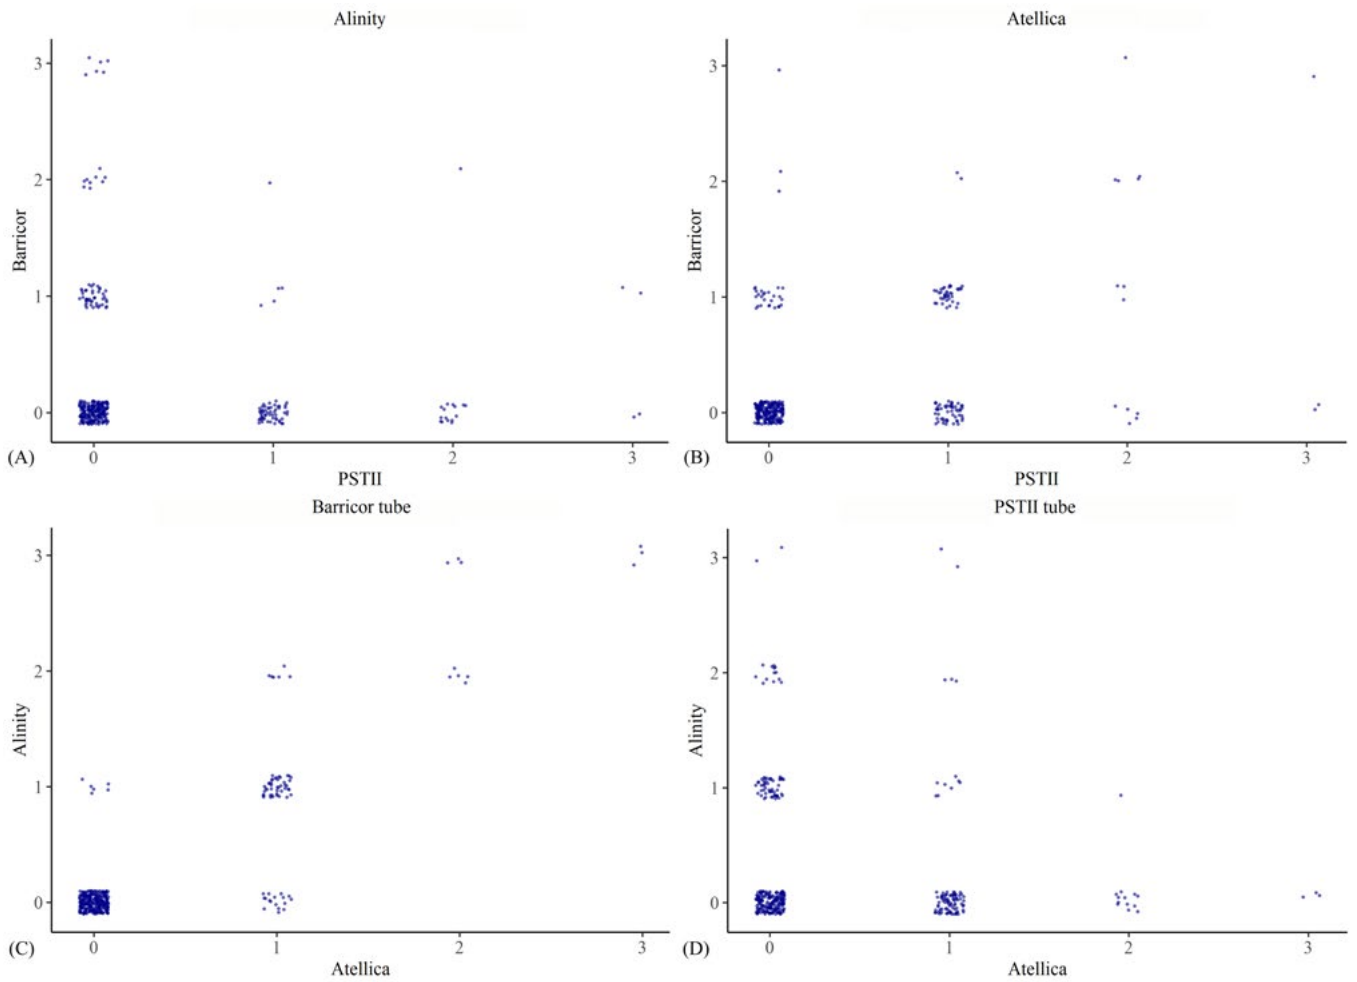 Alinity
3
2
1
0
Barricor
0 1 2 3
(A)
PSTII
Atellica
3
2
1
0
Barricor
0 1 2 3
(B)
PSTII
Barricor tube
3
2
1
0
Alinity
0 1 2 3
(C)
Atellica
PSTII tube
3
2
1
0
Alinity
0 1 2 3
(D)
Atellica